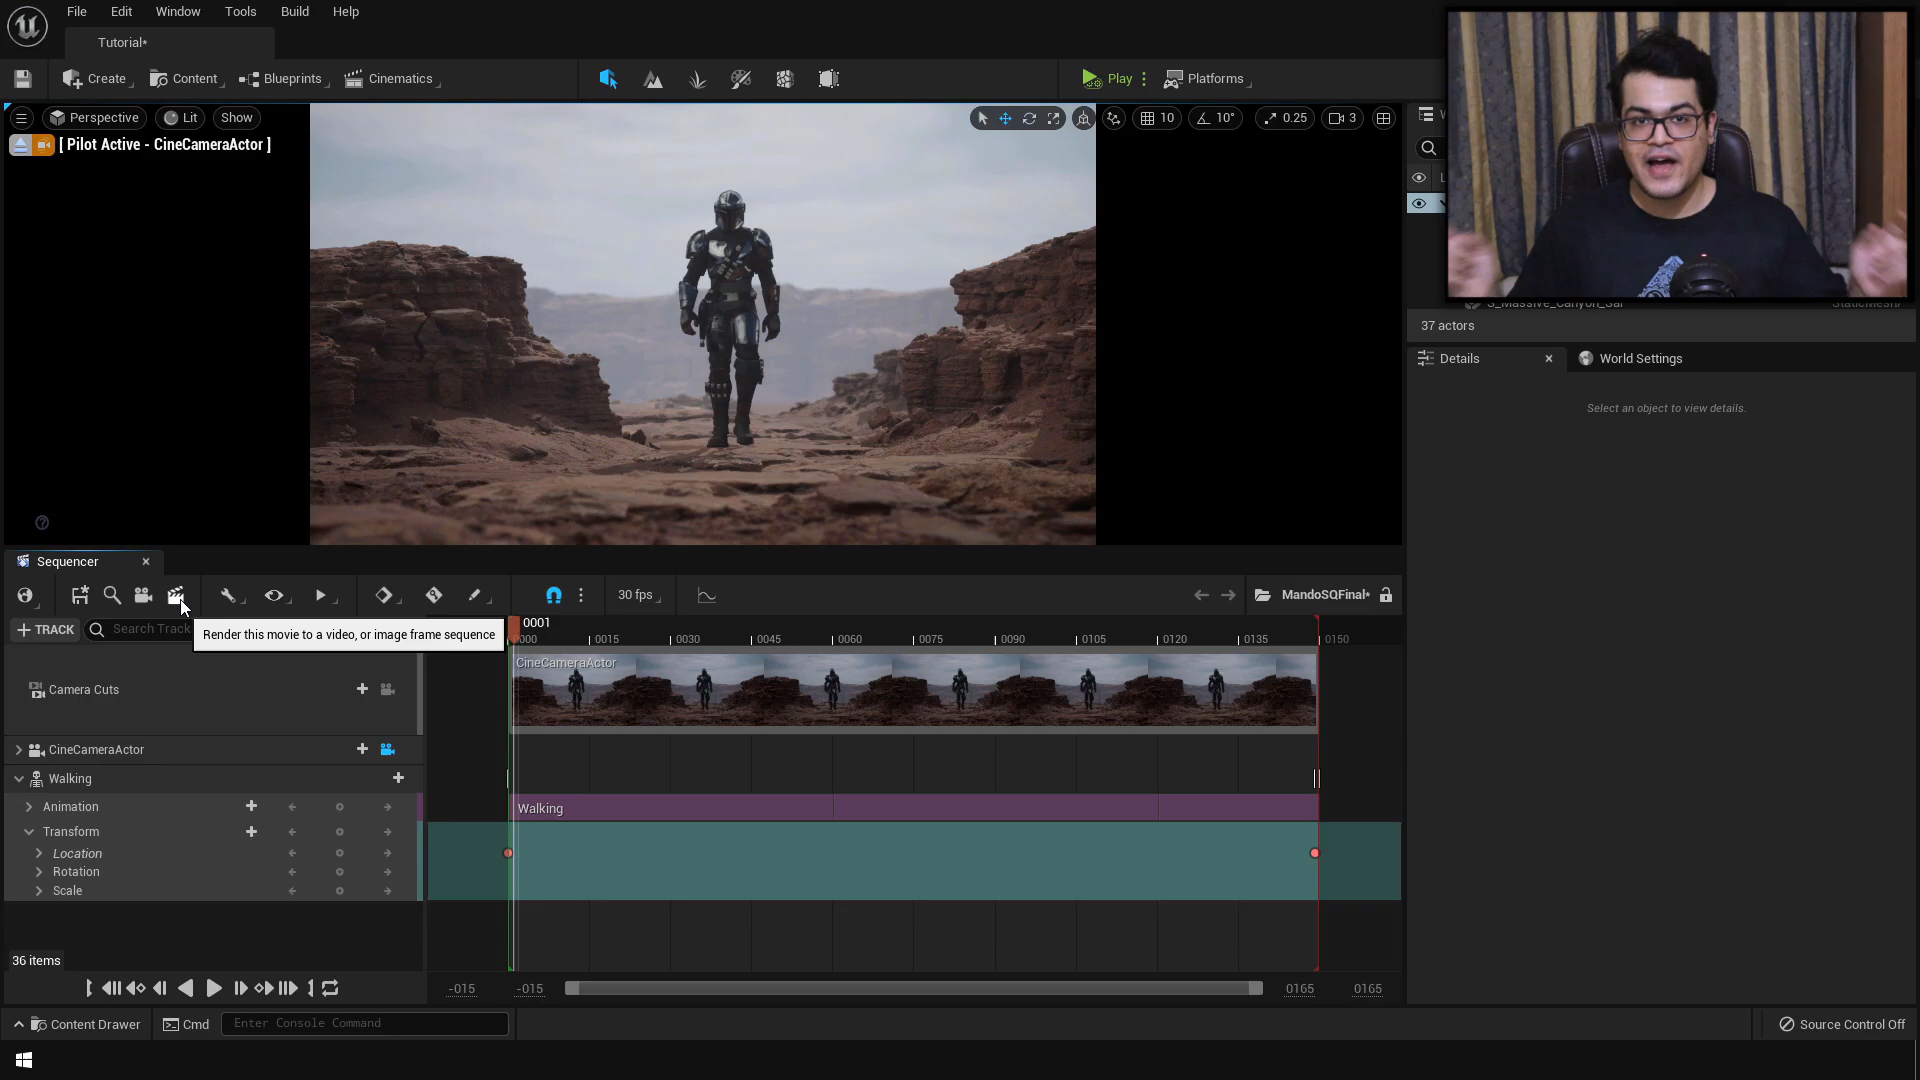 File Edit Window Tools Build Help
Tutorial*
Create Content Blueprints Cinematics Play Platforms
Perspective Lit Show 10 10° 0.25 3
[ Pilot Active - CineCameraActor ]
37 actors
Details World Settings
Select an object to view details.
Sequencer
30 fps MandoSQFinal*
TRACK Search Track
Render this movie to a video, or image frame sequence
0001
000 0015 0030 0045 0060 0075 0090 0105 0120 0135 0150
CineCameraActor
Camera Cuts
CineCameraActor
Walking
Animation
Walking
Transform
Location
Rotation
Scale
36 items
-015 -015 0165 0165
Content Drawer Cmd Enter Console Command Source Control Off